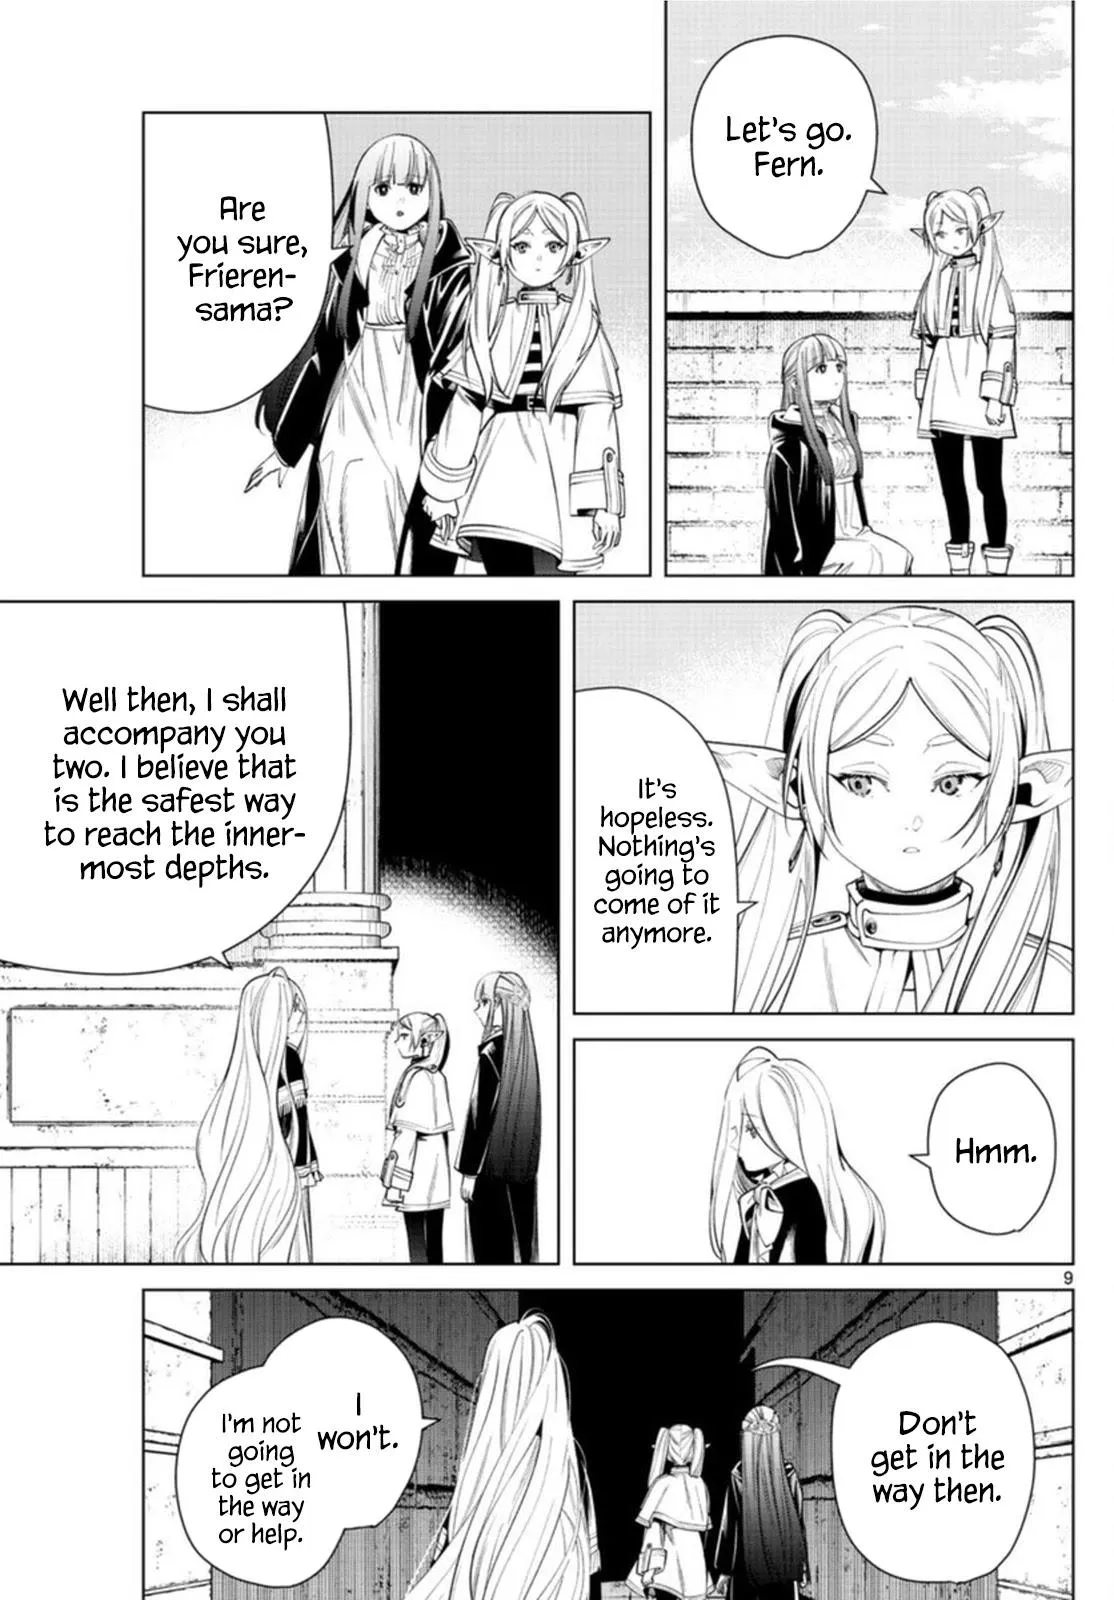 Let's go.
Fern.
Are
you sure,
Frieren-
sama?
It's
hopeless.
Nothing's
going to
come of it
anymore.
Well then, I shall
accompany you
two. I believe that
is the safest way
to reach the inner-
most depths.
Hmm.
9
Don't
get in the
way then.
I
won't.
I'm not
going
to get in
the way
or help.